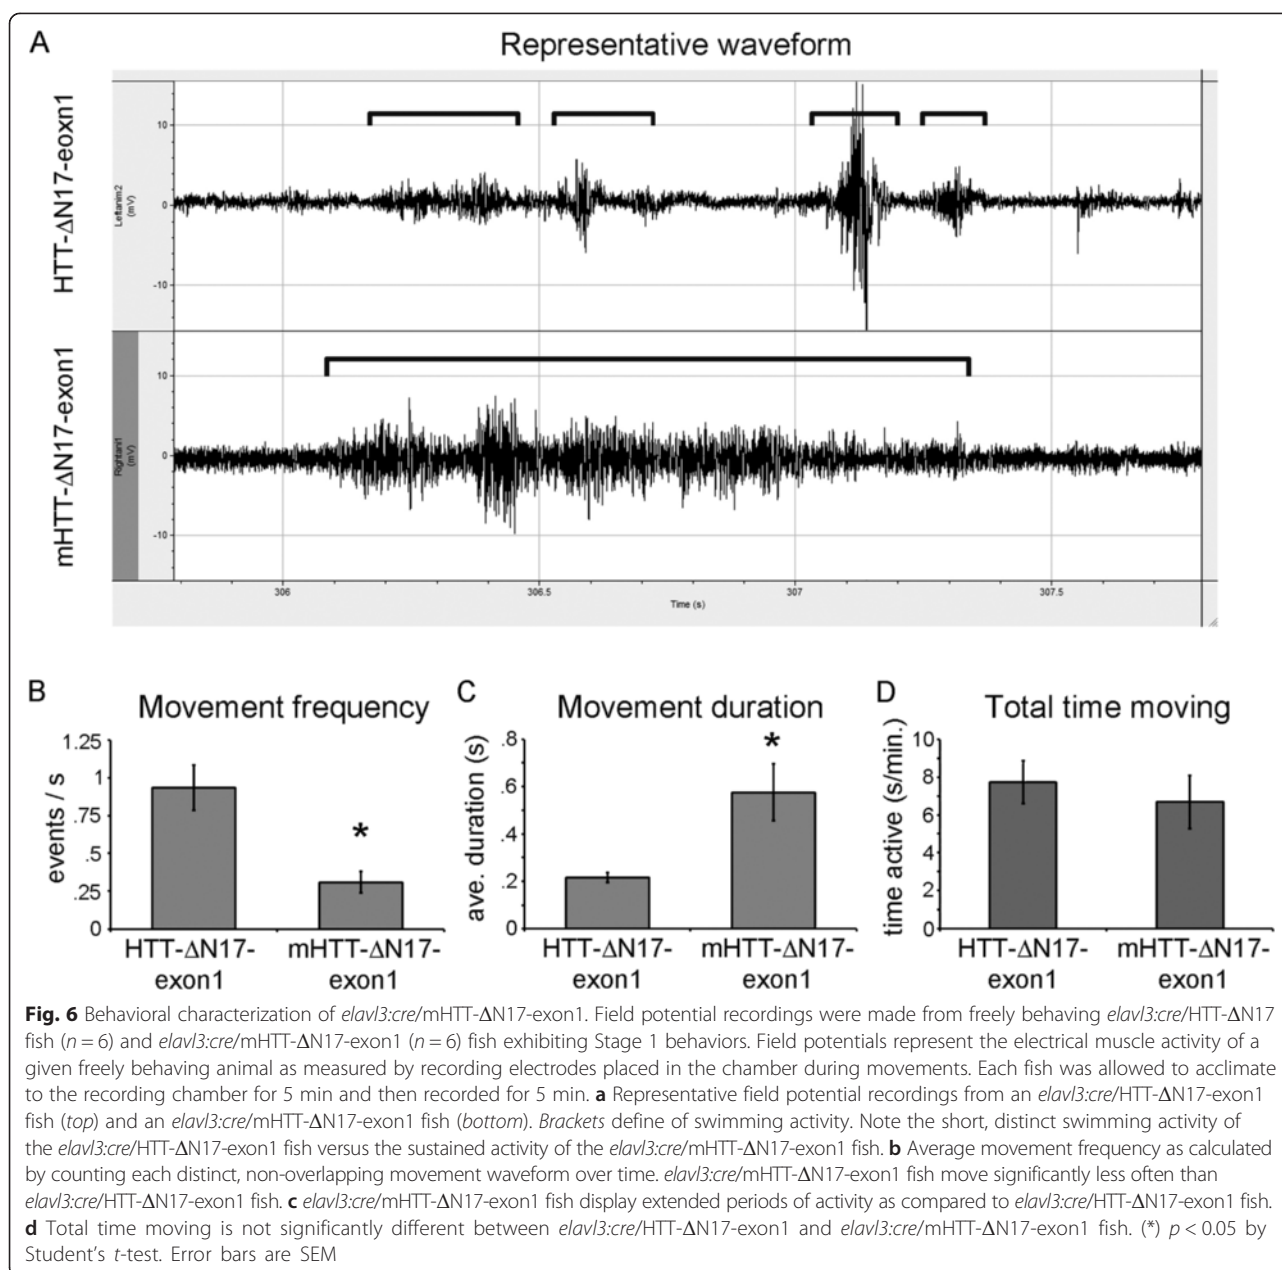 A
Representative waveform
HTT-ΔN17-eoxn1
Leftanim2
(mV)
10
0
-10
mHTT-ΔN17-exon1
Rightani1
(mV)
10
0
-10
306
306.5
307
307.5
Time (s)
B
Movement frequency
events / s
1.25
1
.75
.5
.25
0
*
HTT-ΔN17-
exon1
mHTT-ΔN17-
exon1
C
Movement duration
ave. duration (s)
.8
.6
.4
.2
0
*
HTT-ΔN17-
exon1
mHTT-ΔN17-
exon1
D
Total time moving
time active (s/min.)
10
8
6
4
2
0
HTT-ΔN17-
exon1
mHTT-ΔN17-
exon1
Fig. 6 Behavioral characterization of elavl3:cre/mHTT-ΔN17-exon1. Field potential recordings were made from freely behaving elavl3:cre/HTT-ΔN17
fish (n = 6) and elavl3:cre/mHTT-ΔN17-exon1 (n = 6) fish exhibiting Stage 1 behaviors. Field potentials represent the electrical muscle activity of a
given freely behaving animal as measured by recording electrodes placed in the chamber during movements. Each fish was allowed to acclimate
to the recording chamber for 5 min and then recorded for 5 min. a Representative field potential recordings from an elavl3:cre/HTT-ΔN17-exon1
fish (top) and an elavl3:cre/mHTT-ΔN17-exon1 fish (bottom). Brackets define of swimming activity. Note the short, distinct swimming activity of
the elavl3:cre/HTT-ΔN17-exon1 fish versus the sustained activity of the elavl3:cre/mHTT-ΔN17-exon1 fish. b Average movement frequency as calculated
by counting each distinct, non-overlapping movement waveform over time. elavl3:cre/mHTT-ΔN17-exon1 fish move significantly less often than
elavl3:cre/HTT-ΔN17-exon1 fish. c elavl3:cre/mHTT-ΔN17-exon1 fish display extended periods of activity as compared to elavl3:cre/HTT-ΔN17-exon1 fish.
d Total time moving is not significantly different between elavl3:cre/HTT-ΔN17-exon1 and elavl3:cre/mHTT-ΔN17-exon1 fish. (*) p < 0.05 by
Student's t-test. Error bars are SEM